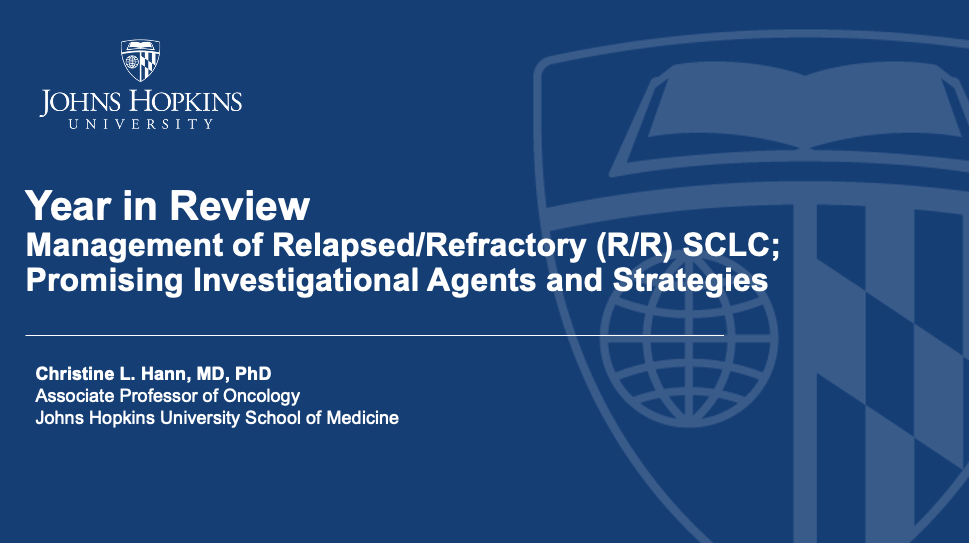 JOHNS HOPKINS
UNIVERSITY
Year in Review
Management of Relapsed/Refractory (R/R) SCLC;
Promising Investigational Agents and Strategies
Christine L. Hann, MD, PhD
Associate Professor of Oncology
Johns Hopkins University School of Medicine